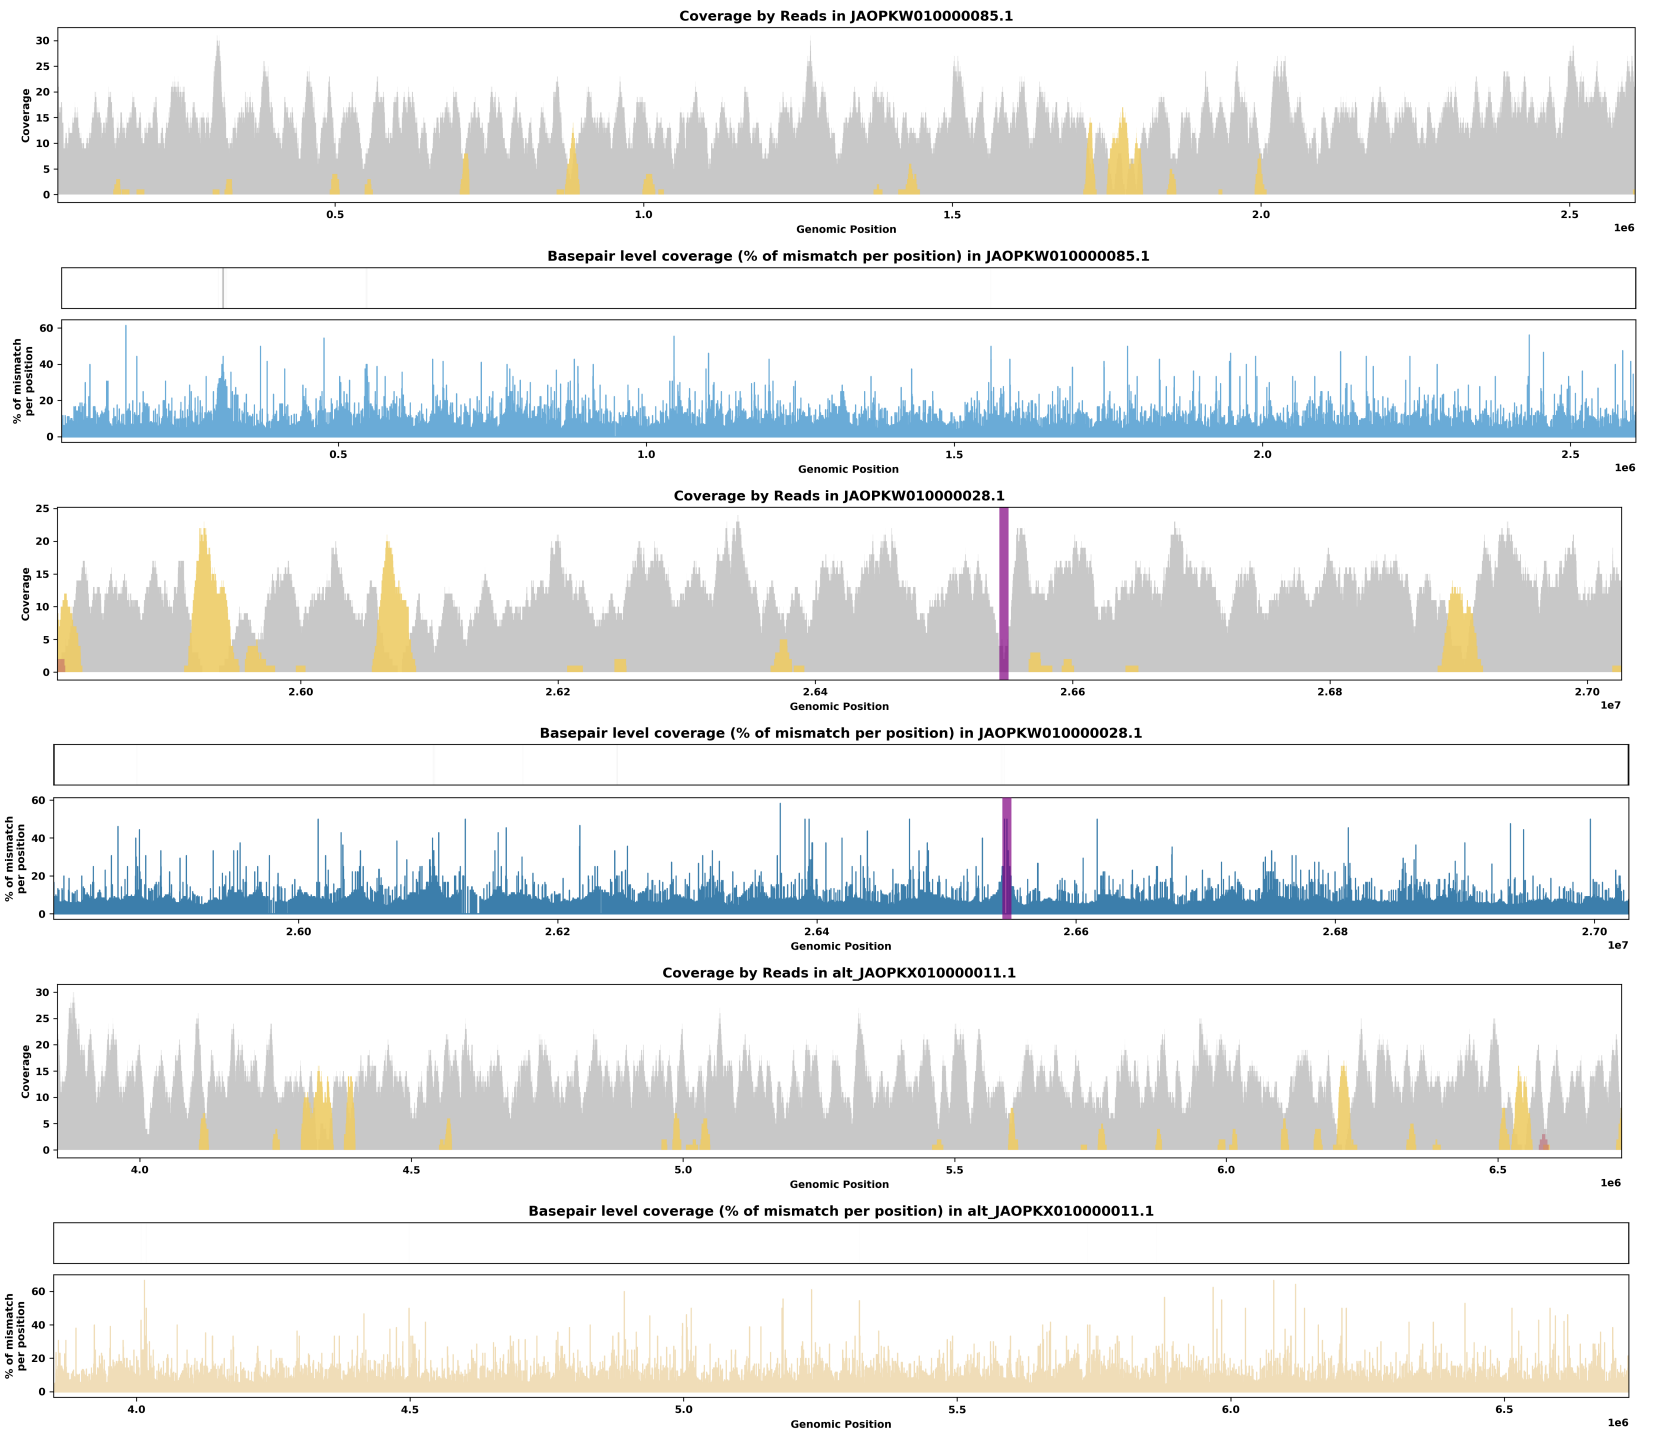 Coverage by Reads in JAOPKW010000085.1
30
25
20
15
10
5
0
Coverage
0.5 1.0 1.5 2.0 2.5
Genomic Position
1e6
Basepair level coverage (% of mismatch per position) in JAOPKW010000085.1
60
40
20
0
% of mismatch
per position
0.5 1.0 1.5 2.0 2.5
Genomic Position
1e6
Coverage by Reads in JAOPKW010000028.1
25
20
15
10
5
0
Coverage
2.60 2.62 2.64 2.66 2.68 2.70
Genomic Position
1e7
Basepair level coverage (% of mismatch per position) in JAOPKW010000028.1
60
40
20
0
% of mismatch
per position
2.60 2.62 2.64 2.66 2.68 2.70
Genomic Position
1e7
Coverage by Reads in alt_JAOPKX010000011.1
30
25
20
15
10
5
0
Coverage
4.0 4.5 5.0 5.5 6.0 6.5
Genomic Position
1e6
Basepair level coverage (% of mismatch per position) in alt_JAOPKX010000011.1
60
40
20
0
% of mismatch
per position
4.0 4.5 5.0 5.5 6.0 6.5
Genomic Position
1e6